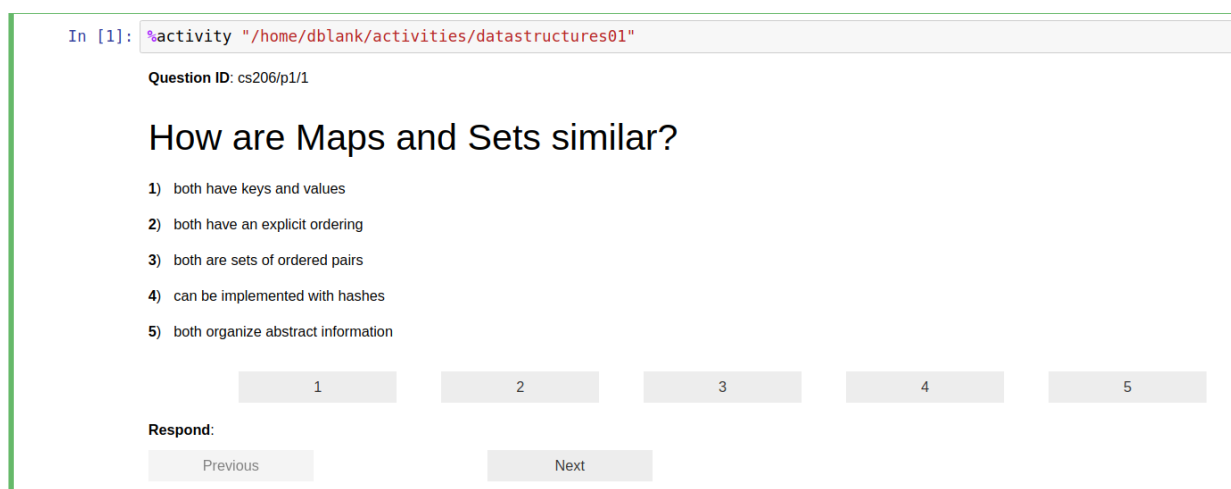 In [1]: %activity "/home/dblank/activities/datastructures01"
Question ID: cs206/p1/1
How are Maps and Sets similar?
1) both have keys and values
2) both have an explicit ordering
3) both are sets of ordered pairs
4) can be implemented with hashes
5) both organize abstract information
1 2 3 4 5
Respond:
Previous Next